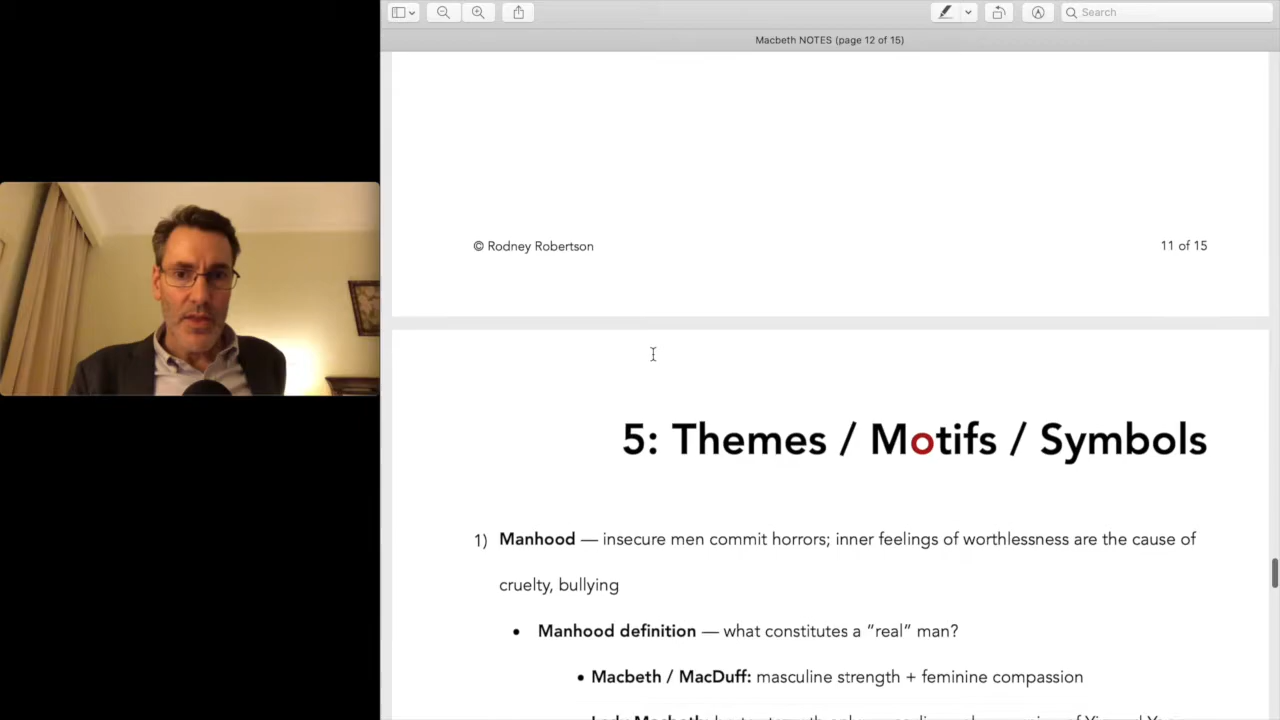 Search
Macbeth NOTES (page 12 of 15)
© Rodney Robertson
11 of 15
5: Themes / Motifs / Symbols
1) Manhood — insecure men commit horrors; inner feelings of worthlessness are the cause of
cruelty, bullying
• Manhood definition — what constitutes a “real” man?
• Macbeth / MacDuff: masculine strength + feminine compassion